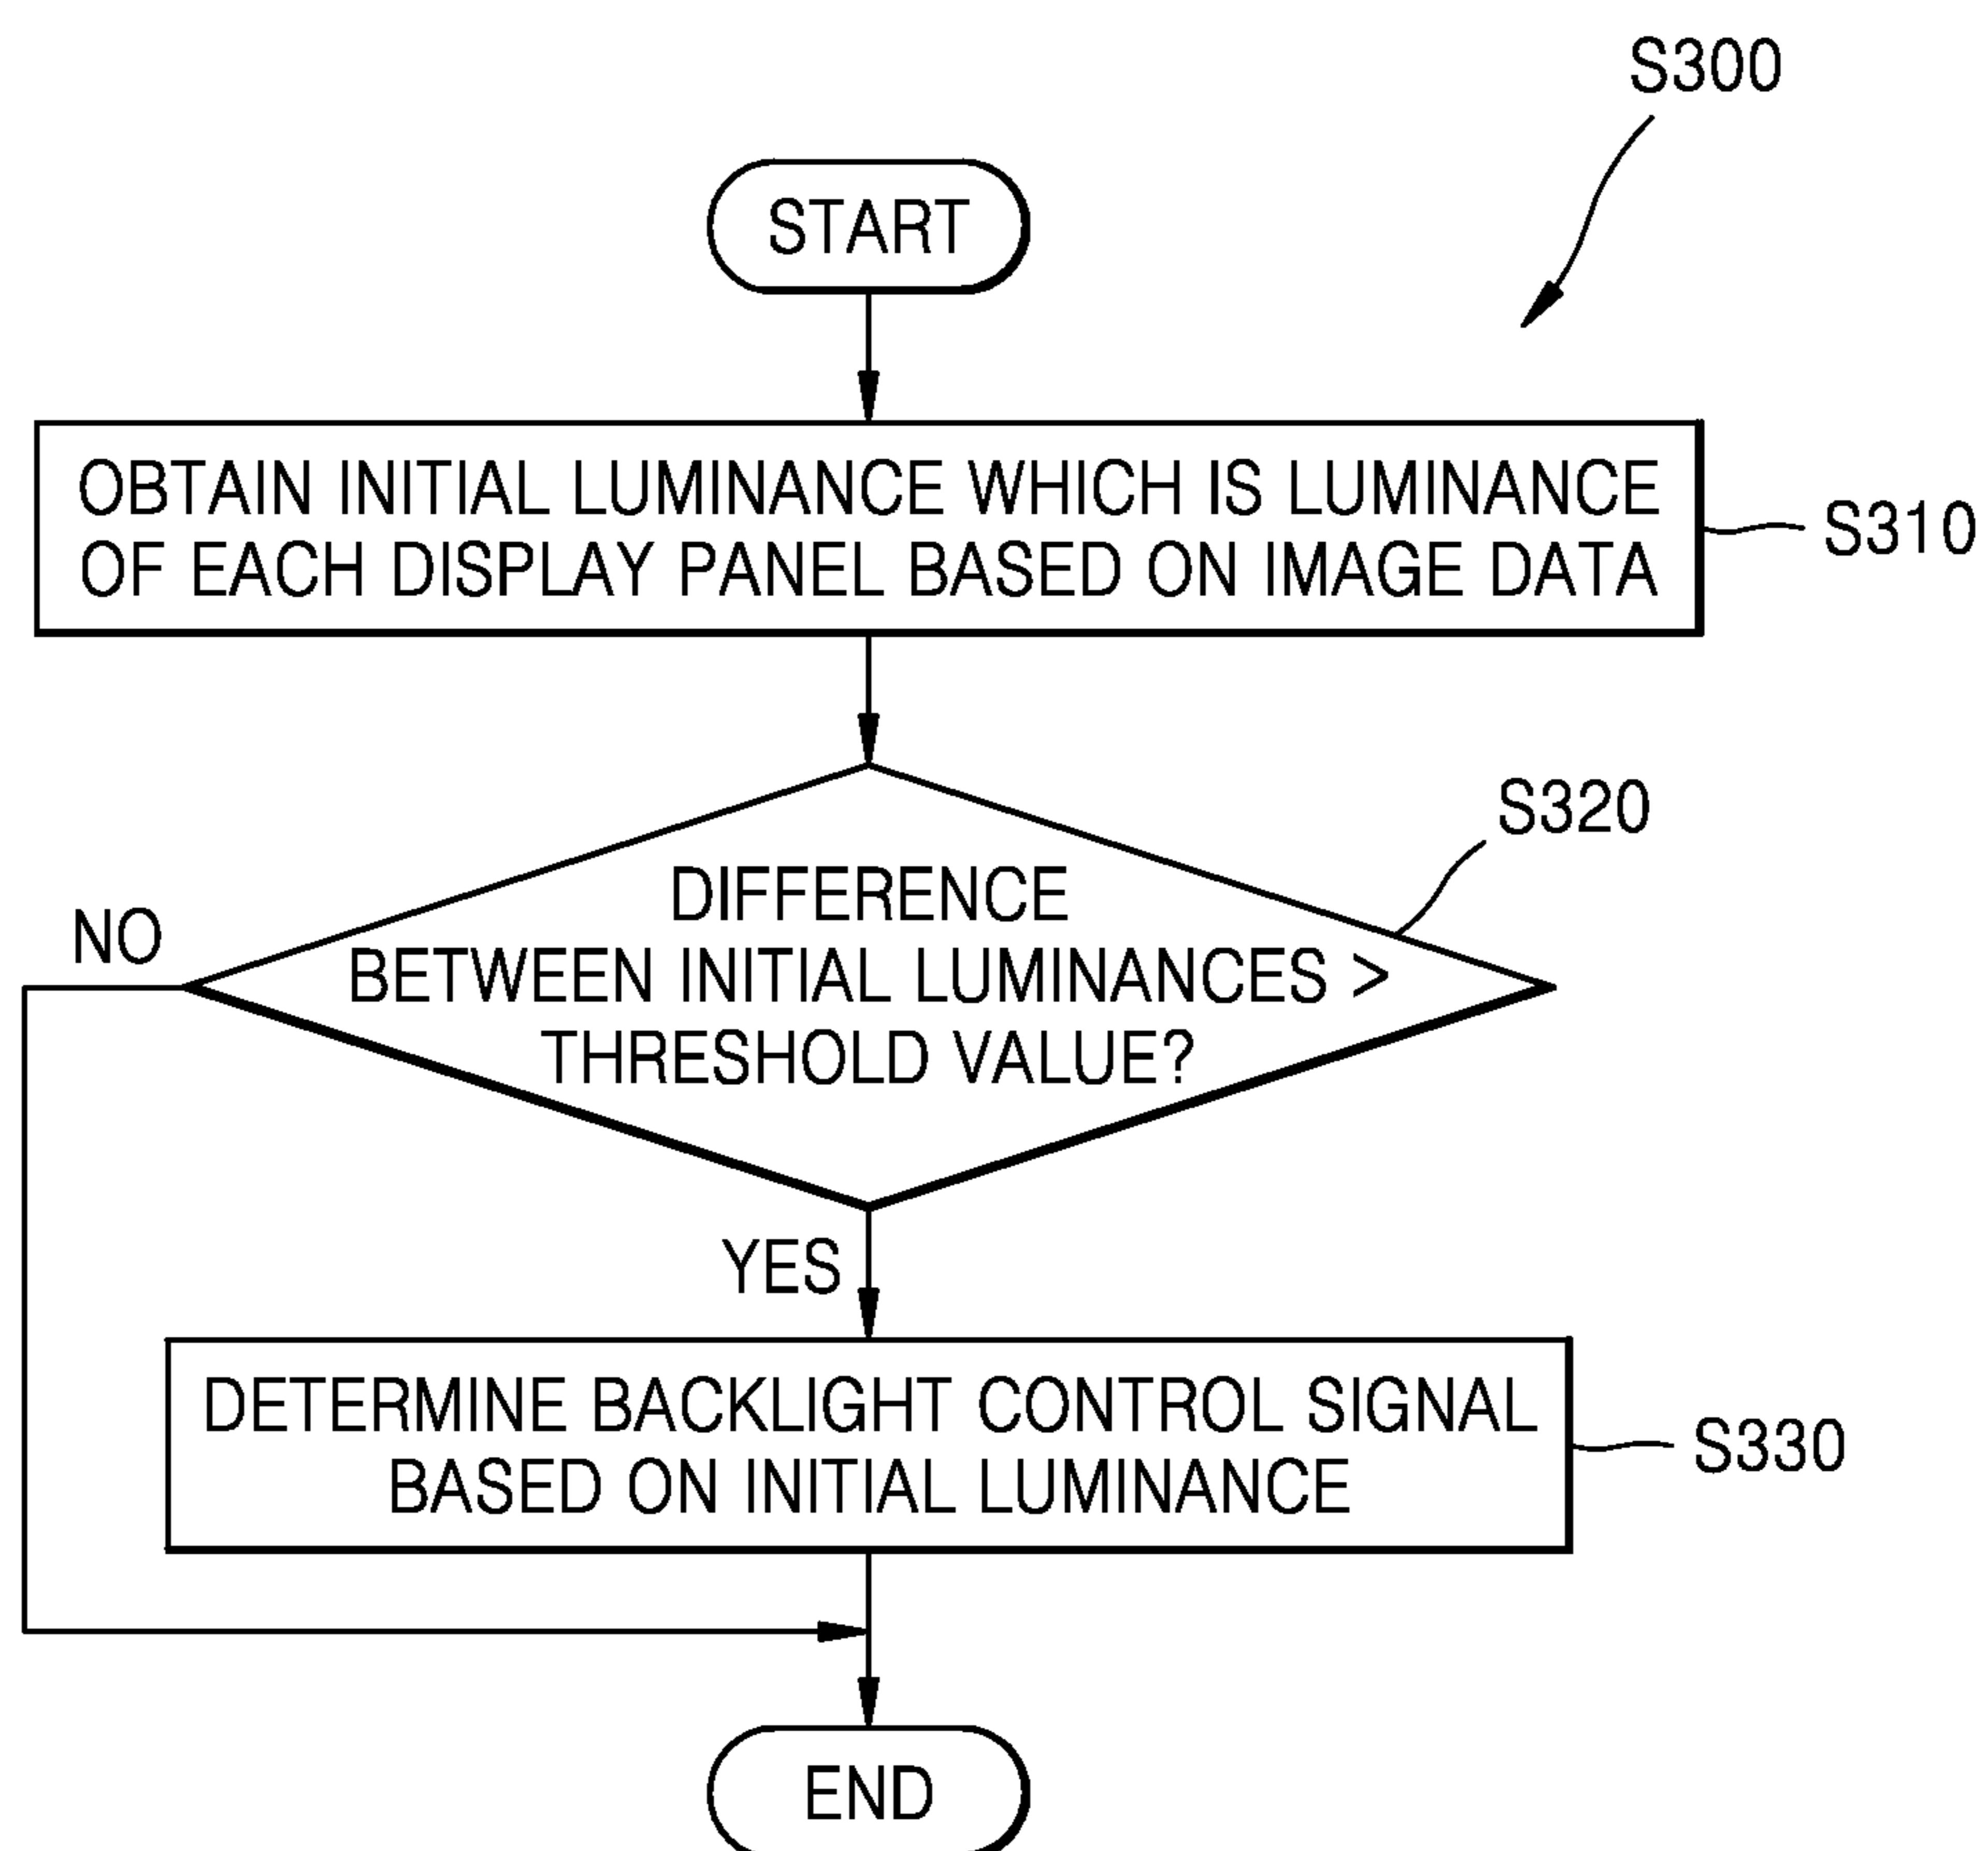 S300
START
OBTAIN INITIAL LUMINANCE WHICH IS LUMINANCE
OF EACH DISPLAY PANEL BASED ON IMAGE DATA
S310
S320
DIFFERENCE
BETWEEN INITIAL LUMINANCES >
THRESHOLD VALUE?
NO
YES
DETERMINE BACKLIGHT CONTROL SIGNAL
BASED ON INITIAL LUMINANCE
S330
END